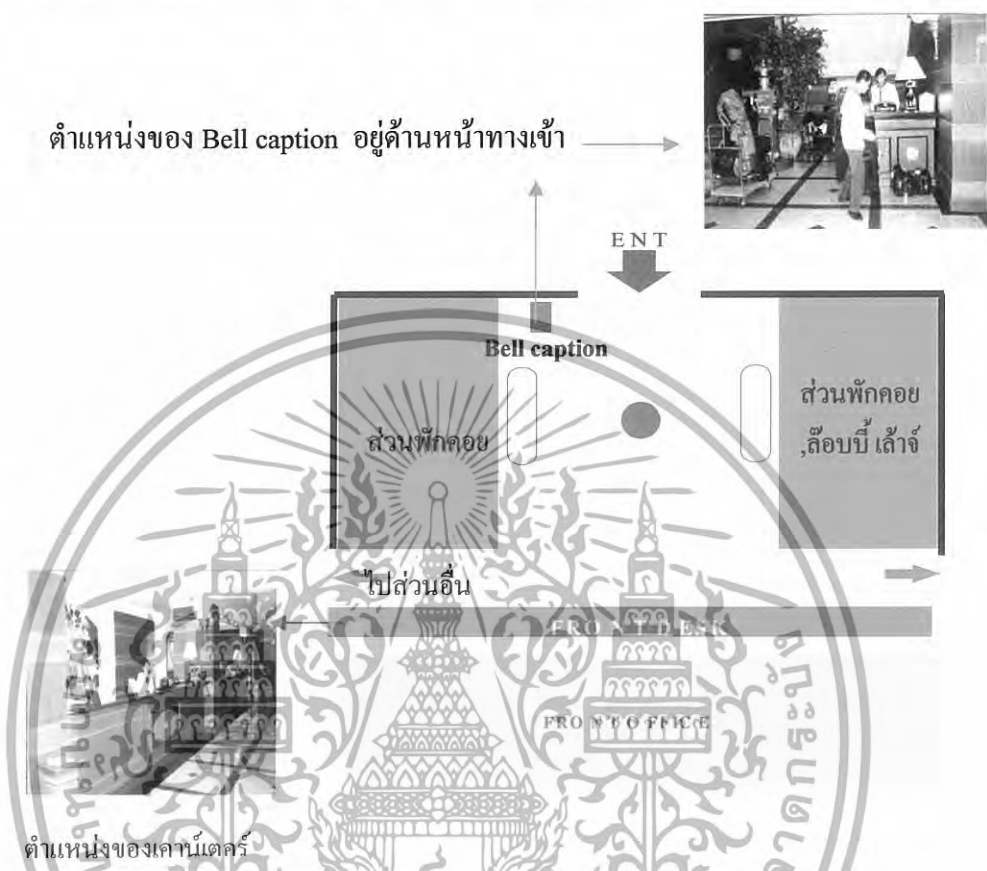 ตำแหน่งของ Bell caption อยู่ด้านหน้าทางเข้า
ENT
Bell caption
ส่วนพักคอย
ส่วนพักคอย
,ล๊อบบี้ เล้าจ์
ไปส่วนอื่น
FRONT DESK
FRONT OFFICE
ตำแหน่งของเคาน์เตคร์